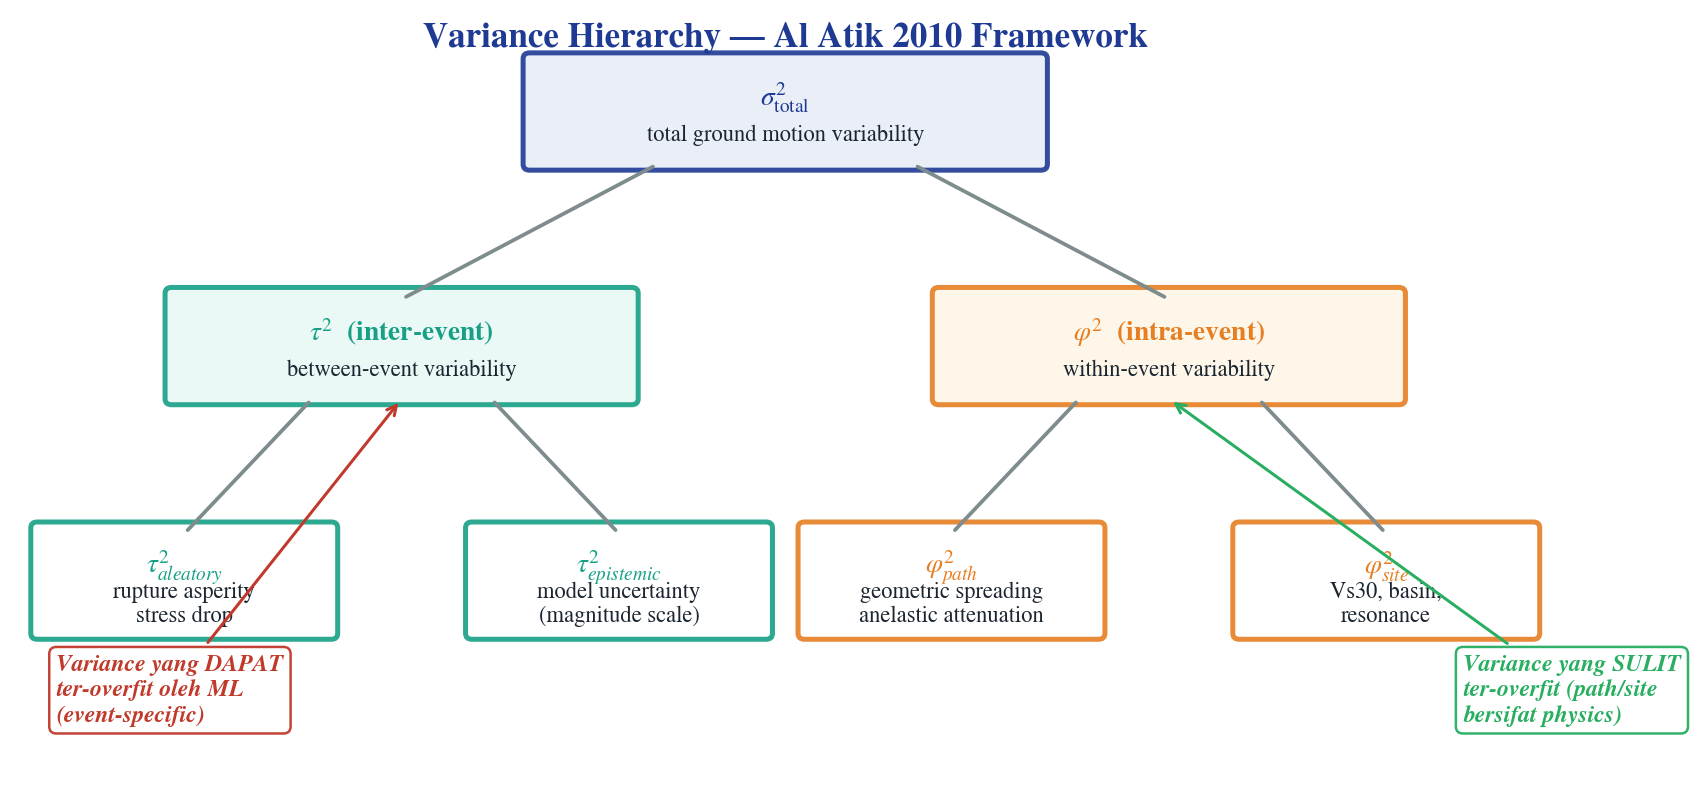 Variance Hierarchy — Al Atik 2010 Framework
σ²total
total ground motion variability
τ² (inter-event)
between-event variability
φ² (intra-event)
within-event variability
τ²aleatory
rupture asperity
stress drop
τ²epistemic
model uncertainty
(magnitude scale)
φ²path
geometric spreading
anelastic attenuation
φ²site
Vs30, basin,
resonance
Variance yang DAPAT
ter-overfit oleh ML
(event-specific)
Variance yang SULIT
ter-overfit (path/site
bersifat physics)